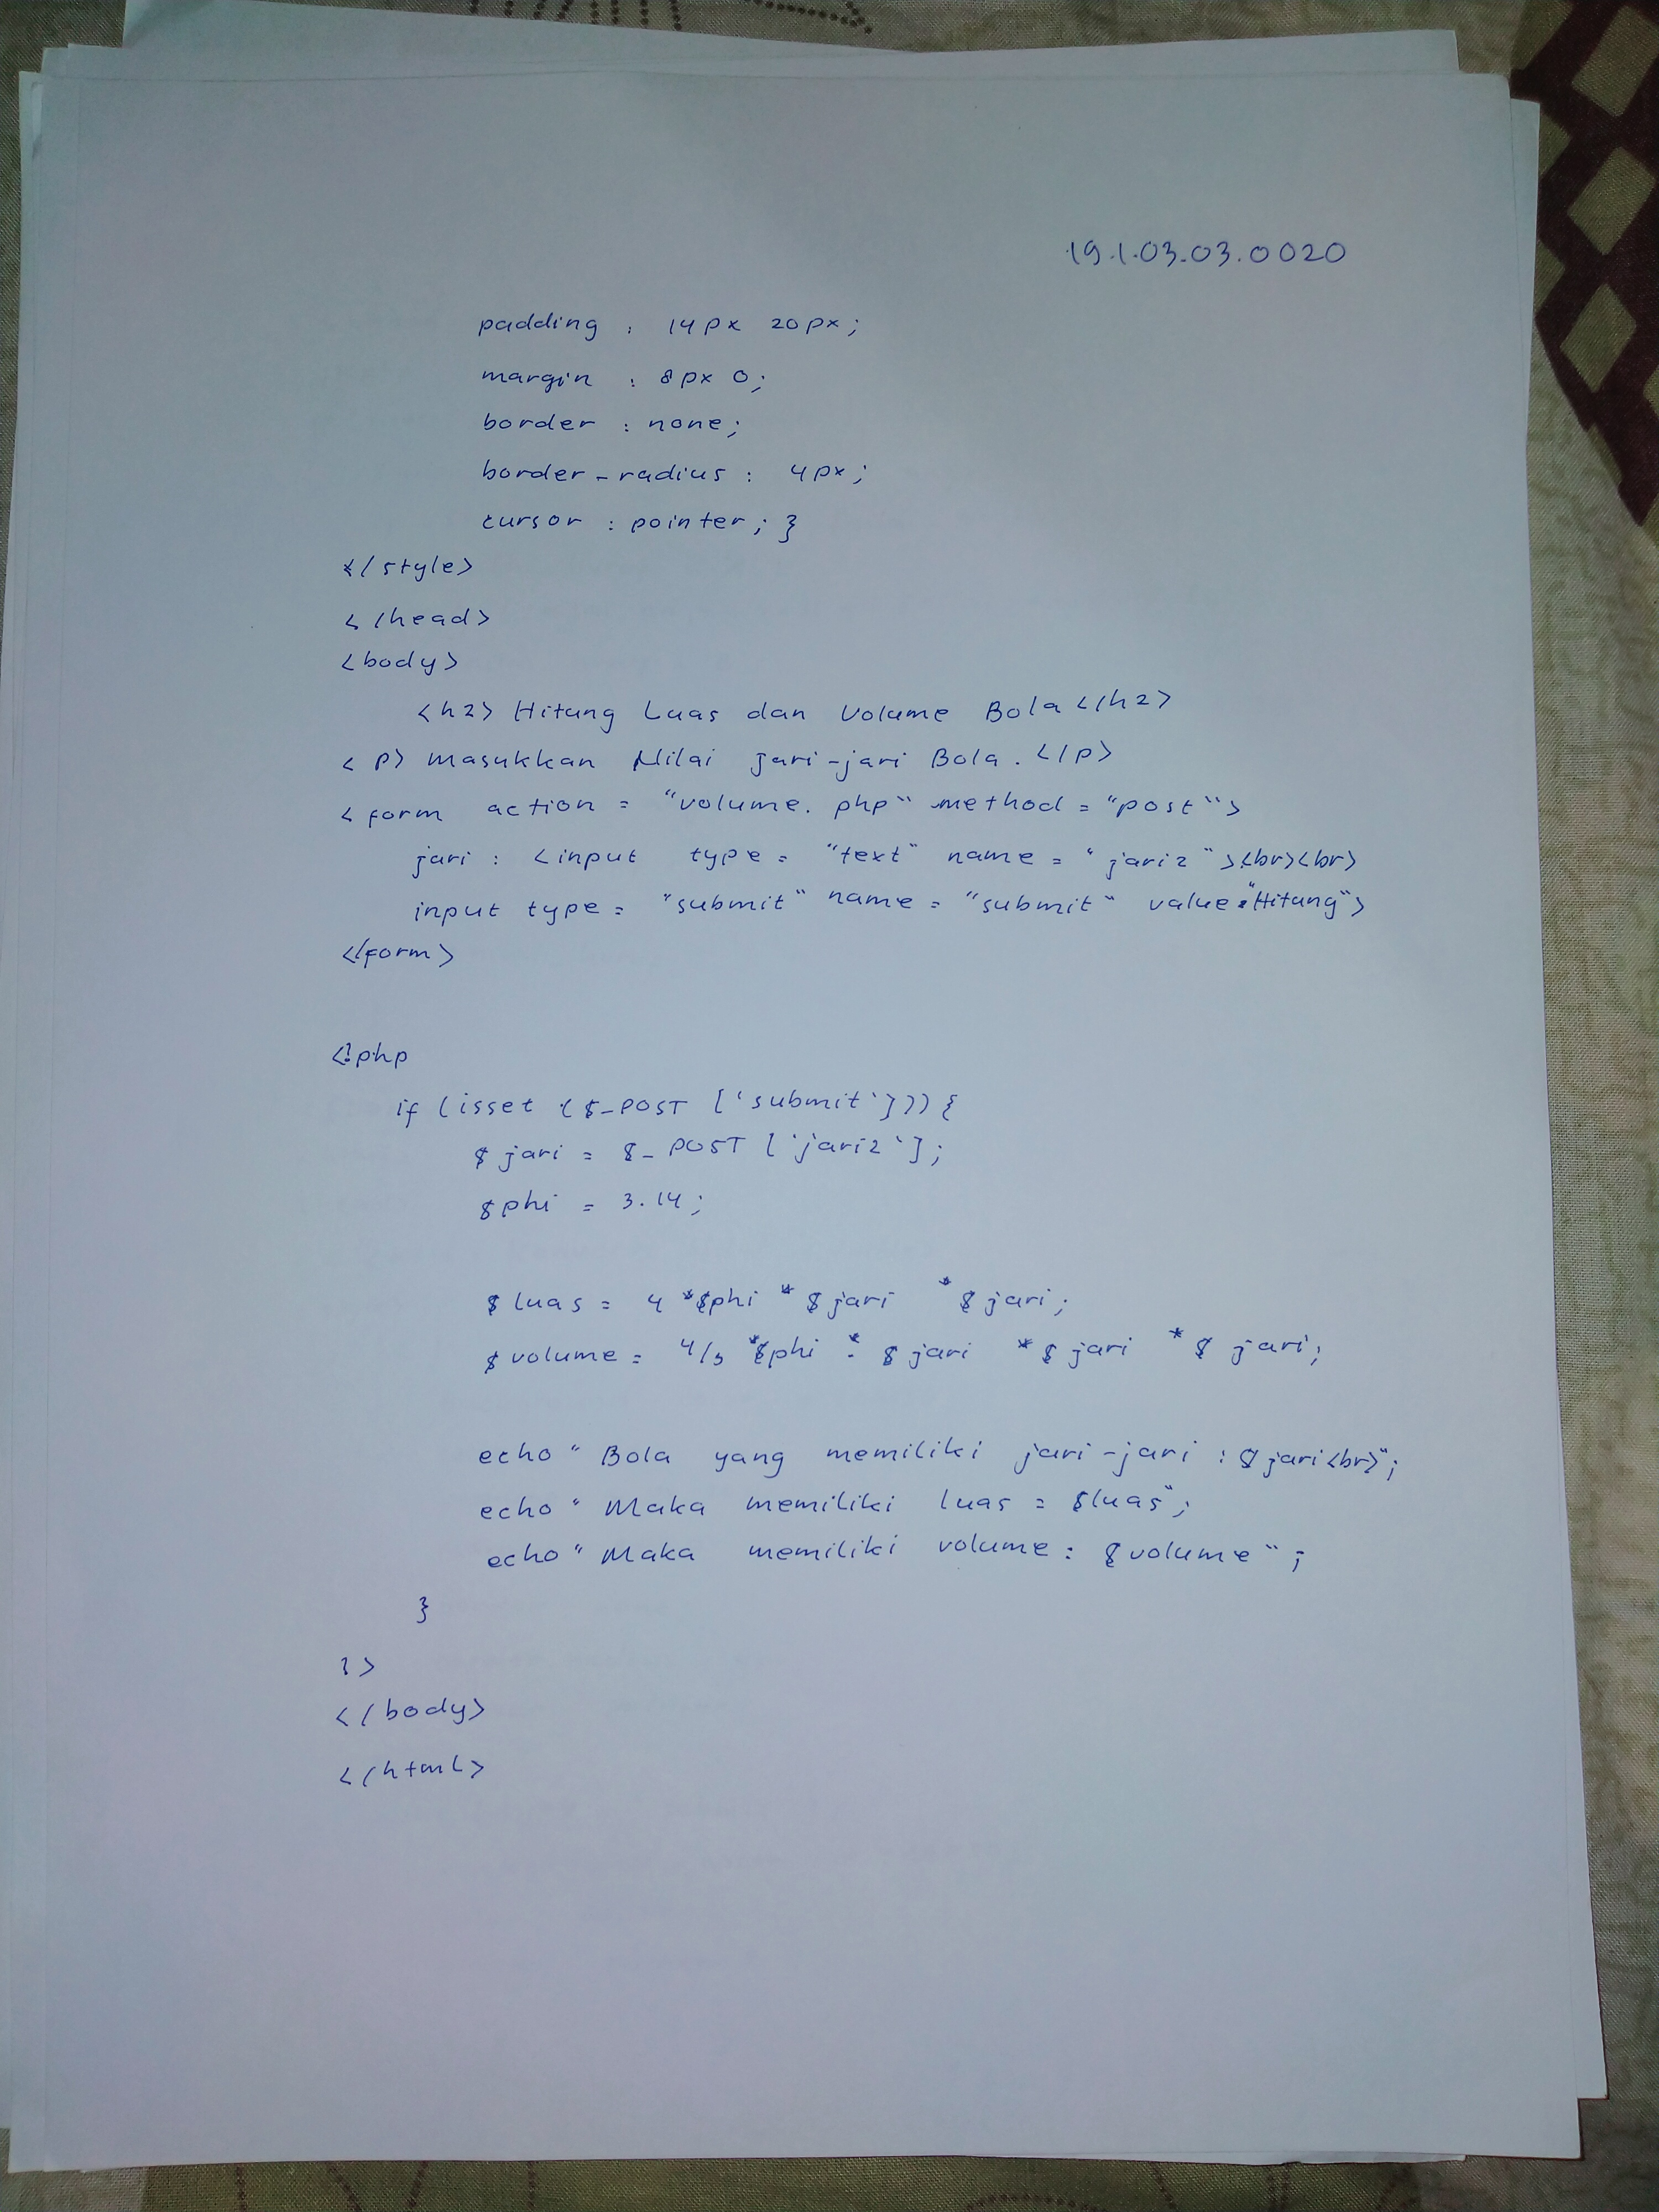 19.1.03.03.0020
padding : 14px 20px;
margin : 8px 0;
border : none;
border-radius : 4px;
cursor : pointer; }
</style>
</head>
<body>
<h2> Hitung Luas dan Volume Bola </h2>
<p> Masukkan Nilai jari-jari Bola. </p>
<form action = "volume.php" method = "post">
jari : <input type = "text" name = "jari2"><br><br>
input type = "submit" name = "submit" value = "Hitung">
</form>
<?php
if (isset ($_POST ['submit'])) {
$jari = $_POST ['jari2'];
$phi = 3.14;
$luas = 4 *$phi * $jari * $jari;
$volume = 4/3 *$phi * $jari * $jari * $jari;
echo " Bola yang memiliki jari-jari : $jari<br>";
echo " Maka memiliki luas = $luas";
echo " Maka memiliki volume : $volume";
}
?>
</body>
</html>